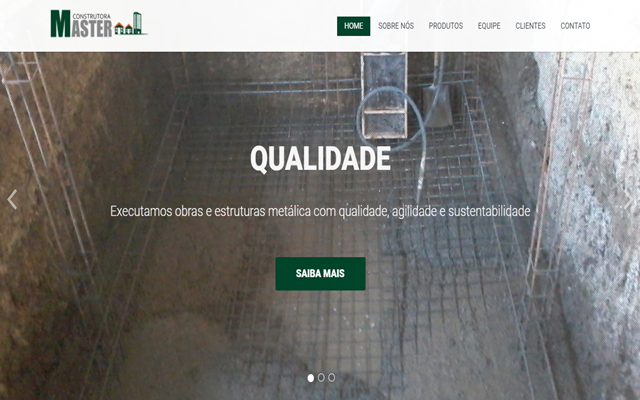 CONSTRUTORA
MASTER
HOME SOBRE NÓS PRODUTOS EQUIPE CLIENTES CONTATO
QUALIDADE
Executamos obras e estruturas metálica com qualidade, agilidade e sustentabilidade
SAIBA MAIS